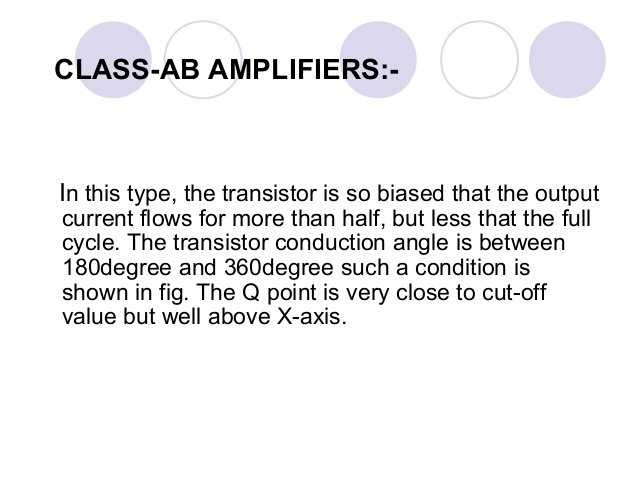 CLASS-AB AMPLIFIERS:-
In this type, the transistor is so biased that the output
current flows for more than half, but less that the full
cycle. The transistor conduction angle is between
180degree and 360degree such a condition is
shown in fig. The Q point is very close to cut-off
value but well above X-axis.